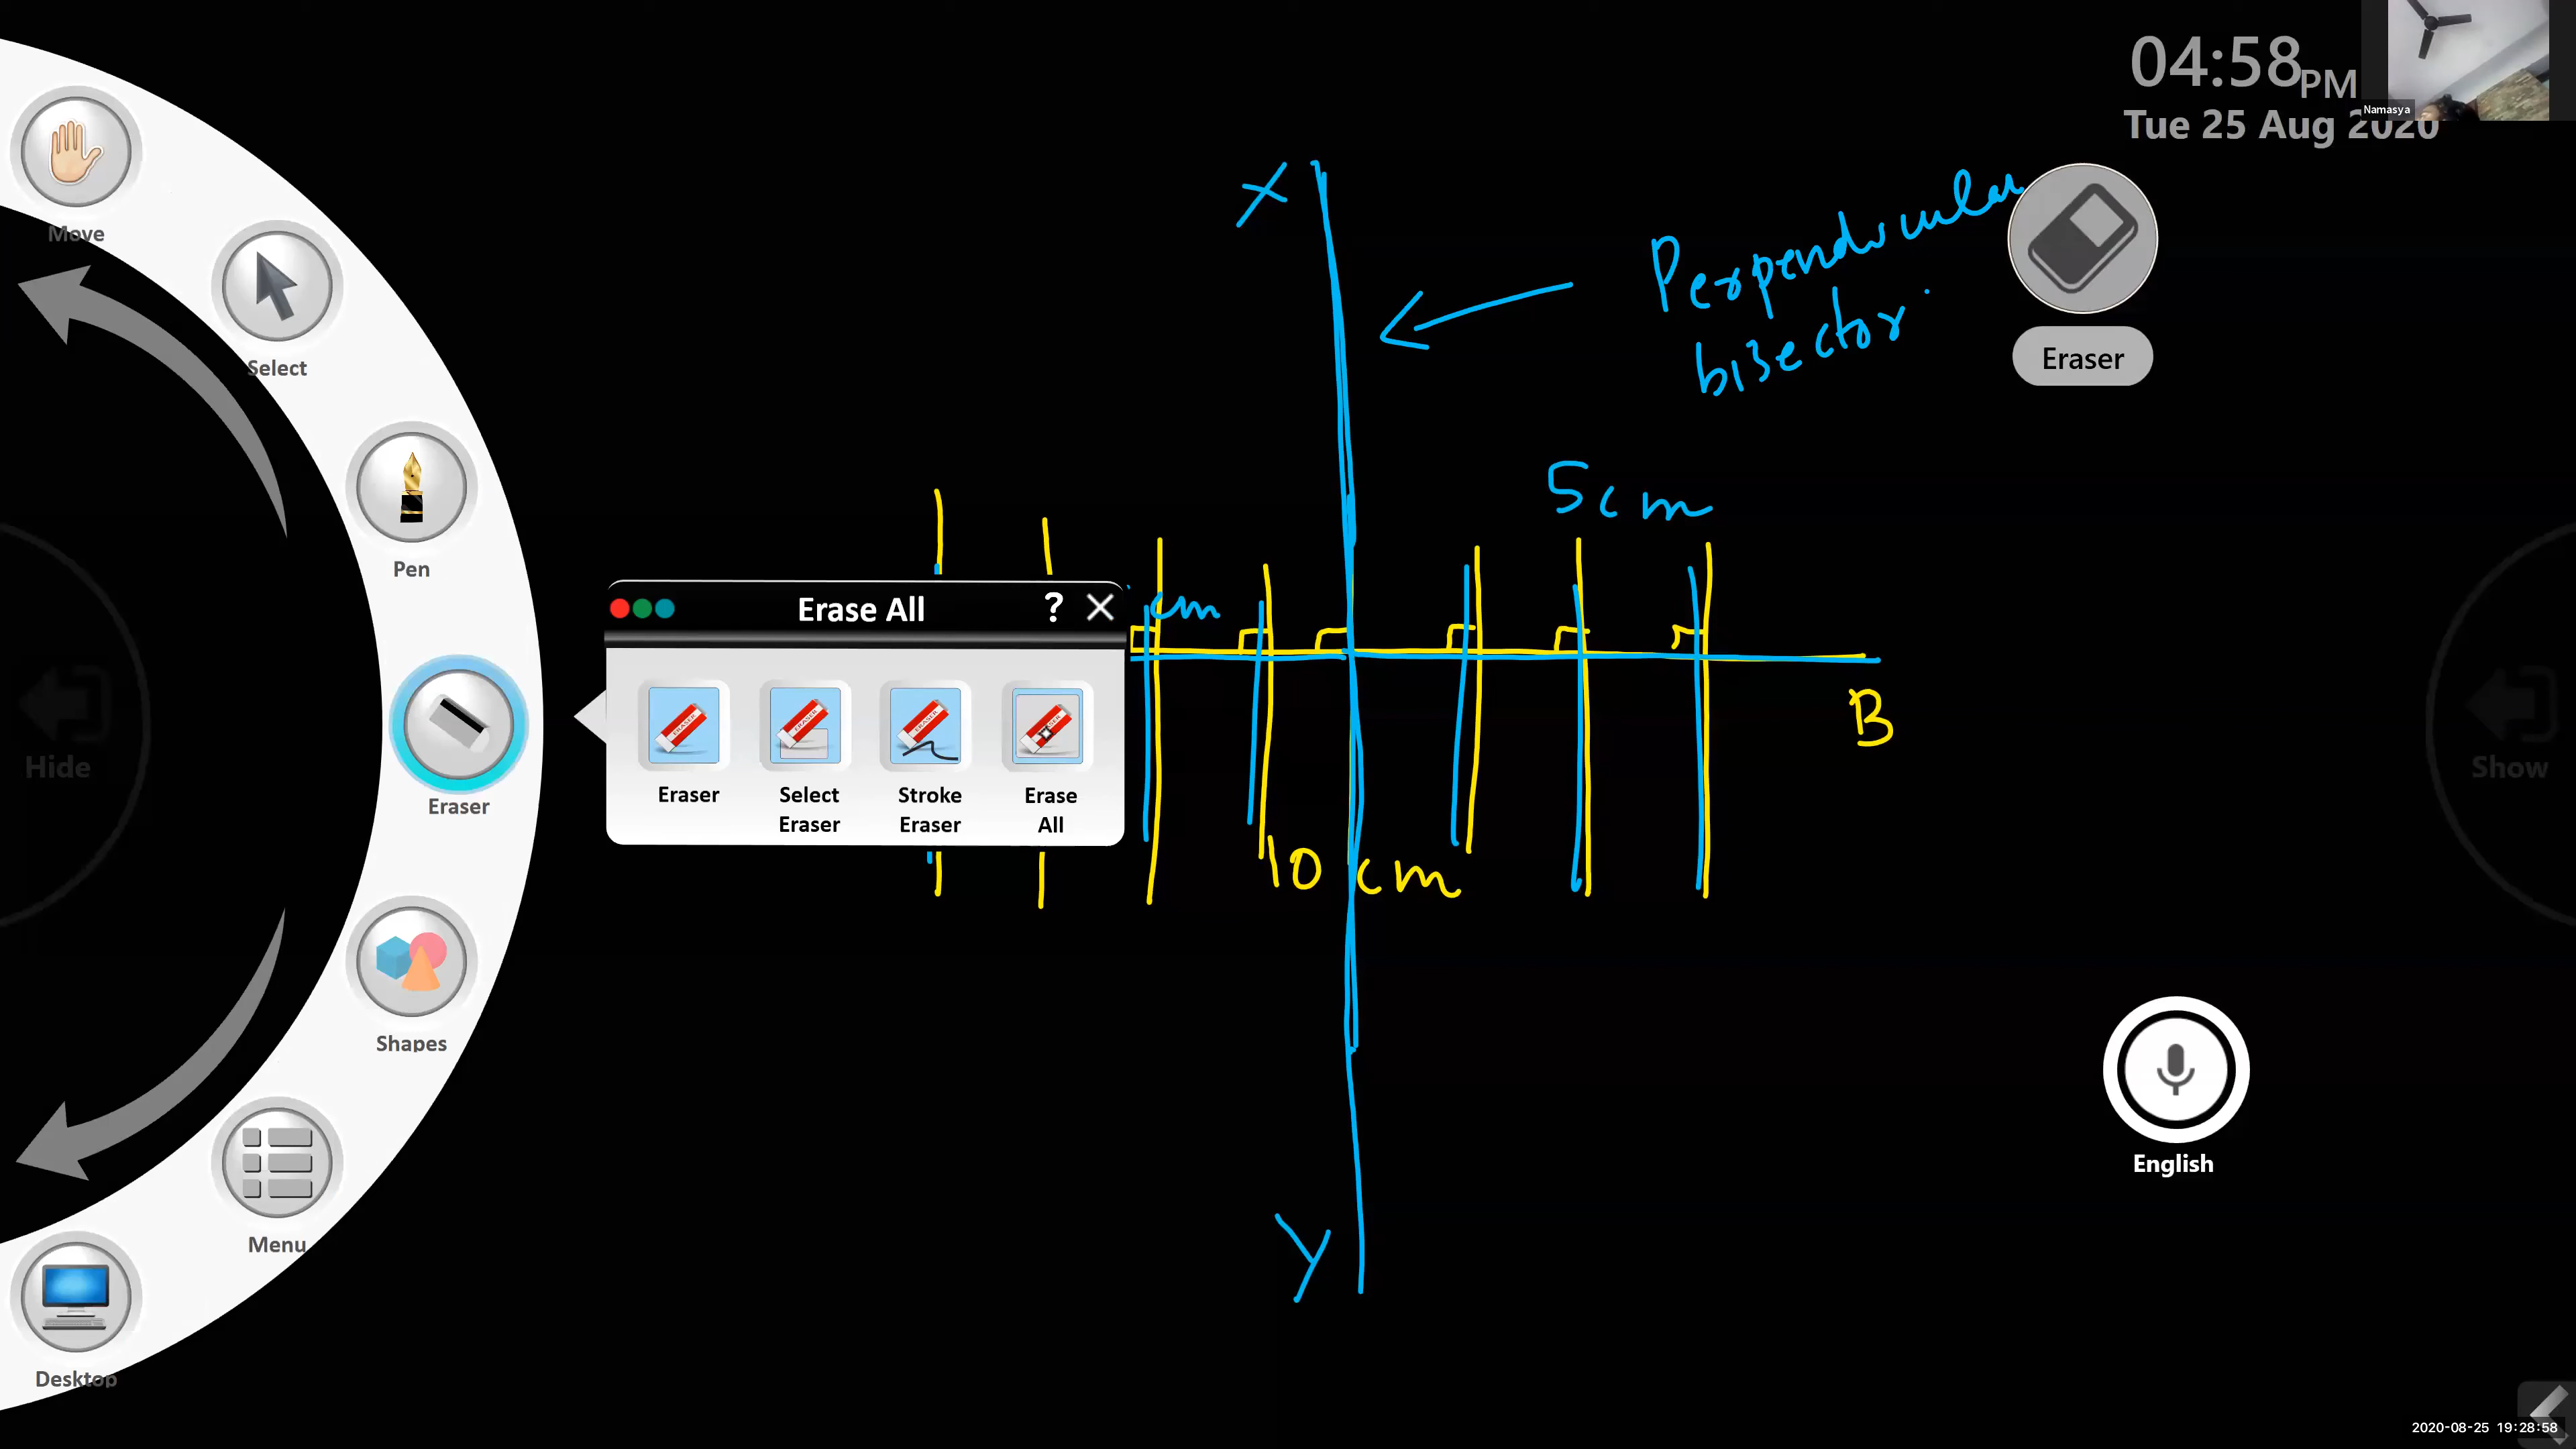 04:58 PM
Namasya
Tue 25 Aug 2020
Move
Select
Pen
Eraser
Shapes
Menu
Desktop
Hide
Show
X
Perpendicular
bisector
Eraser
5cm
Erase All ? X
cm
Eraser
Select Eraser
Stroke Eraser
Erase All
B
10 cm
Y
English
2020-08-25 19:28:58